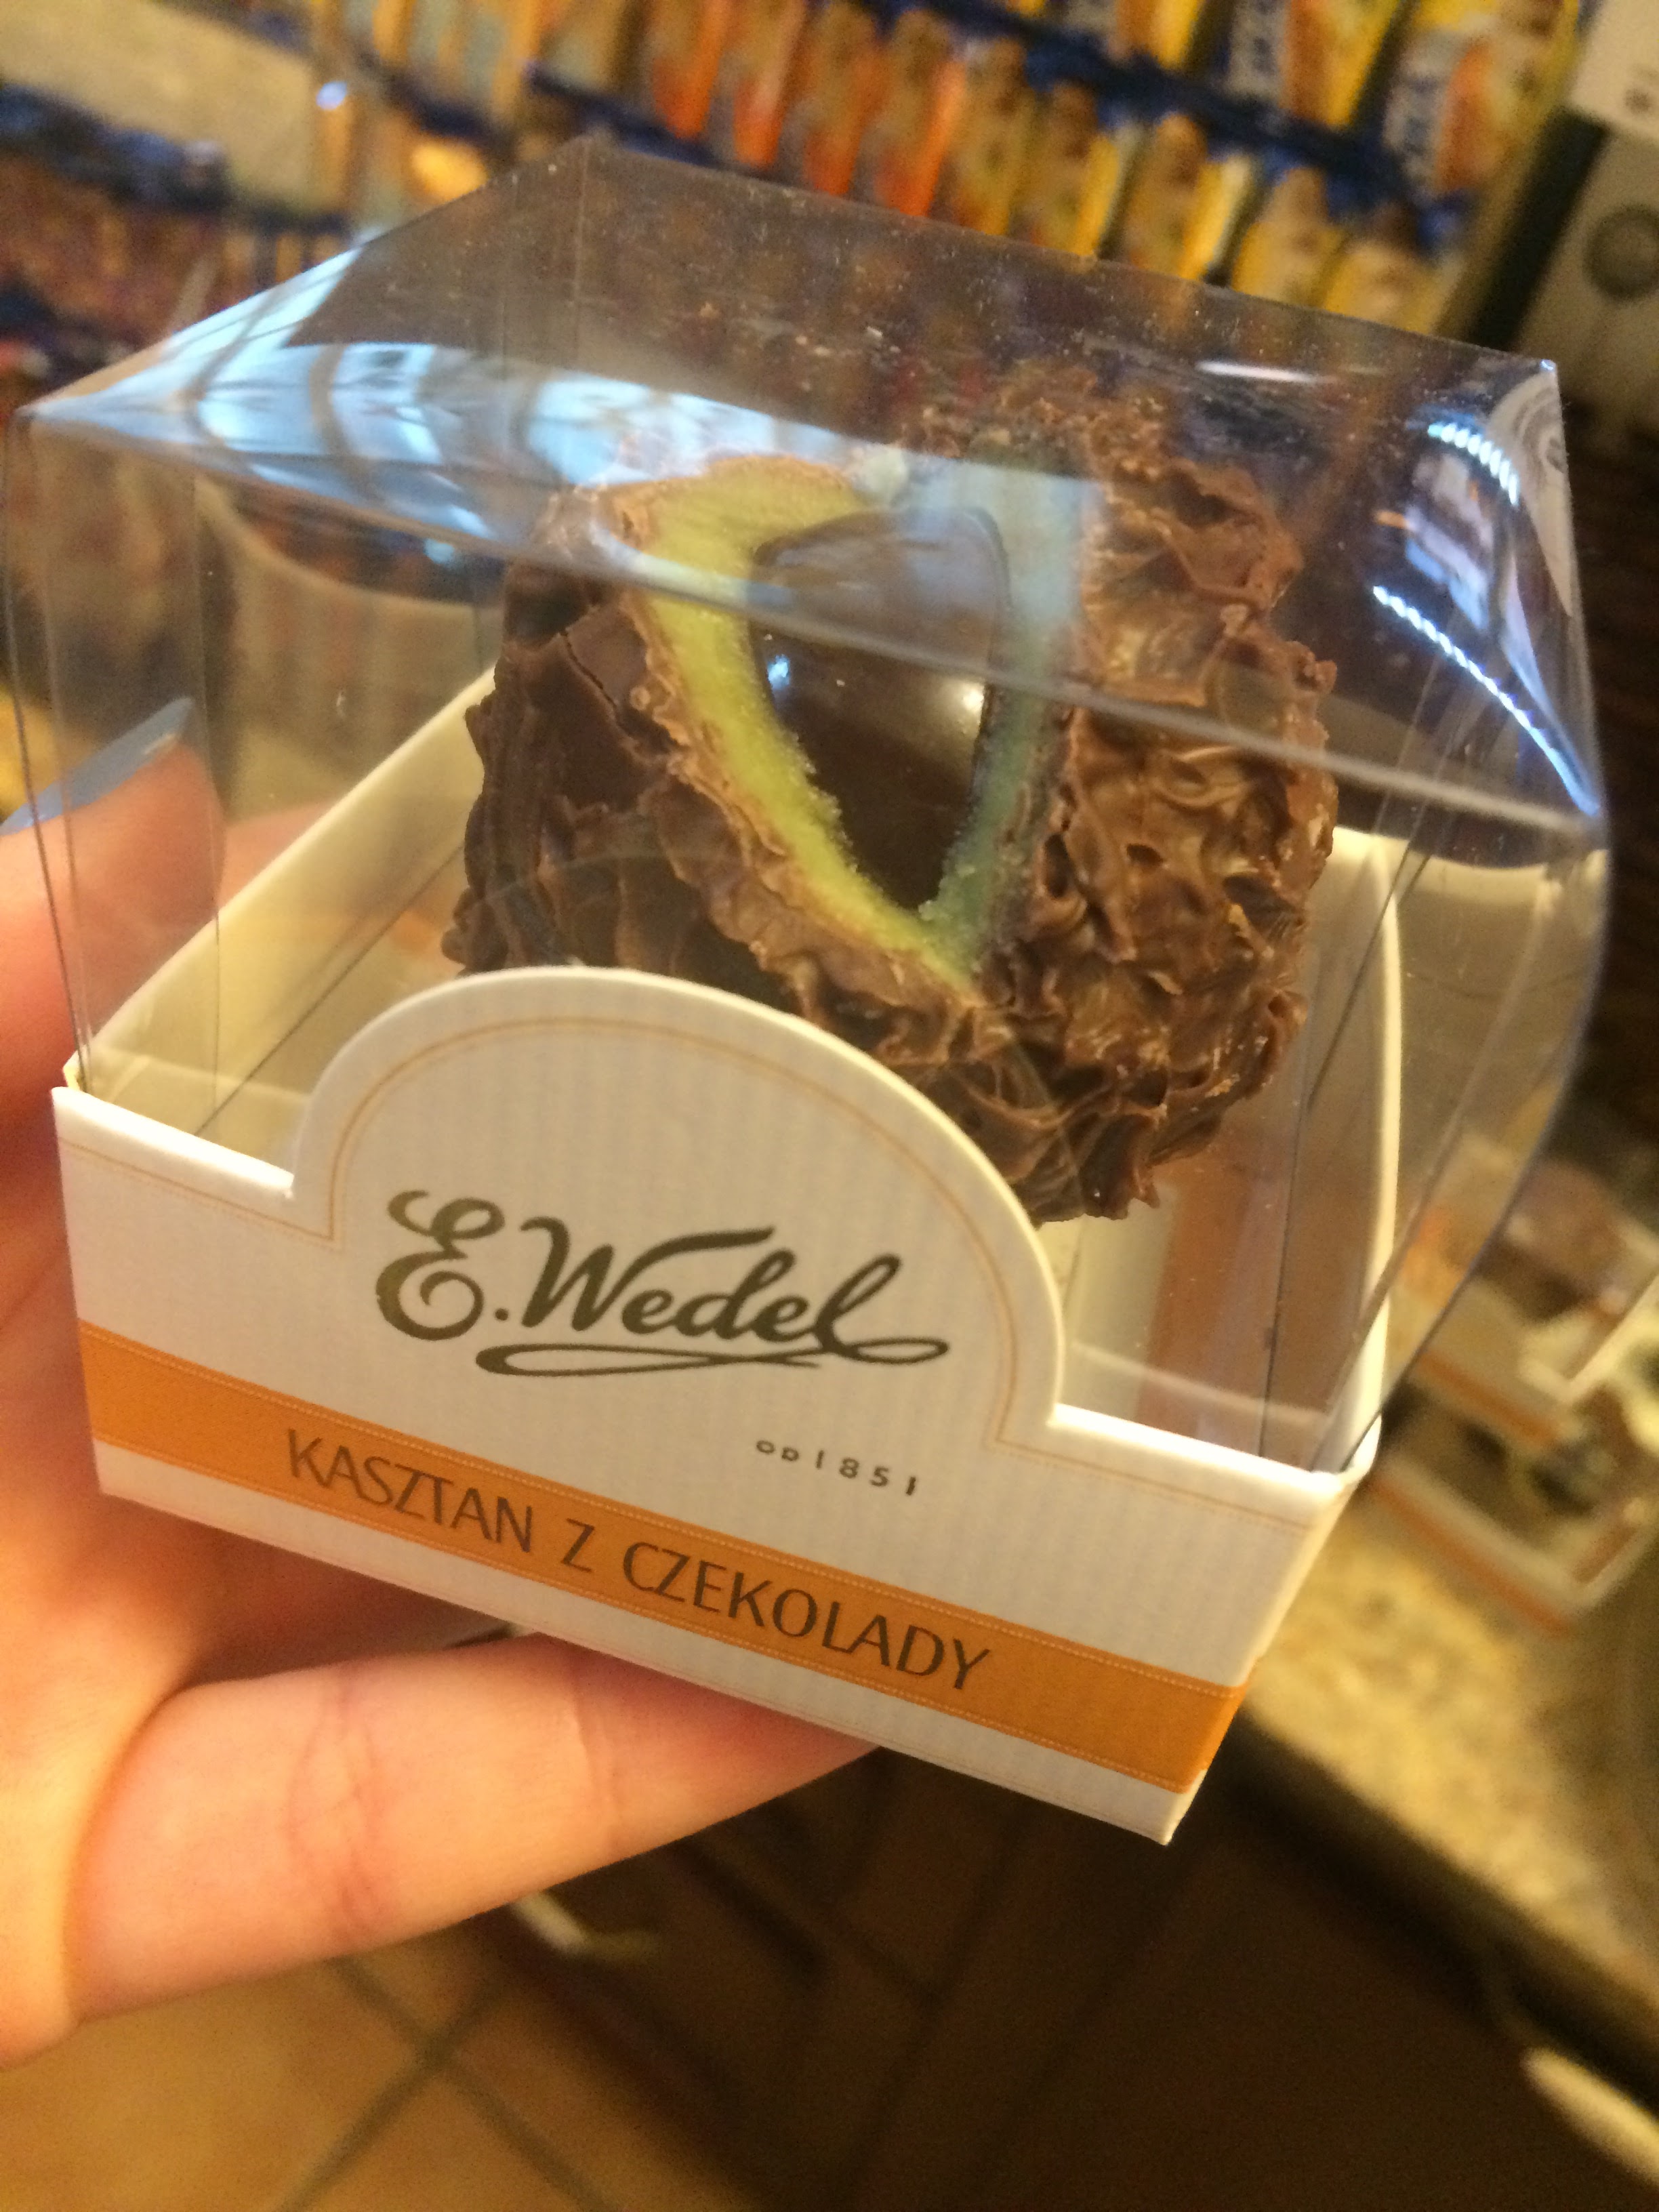 E. Wedel
OD 1851
KASZTAN Z CZEKOLADY